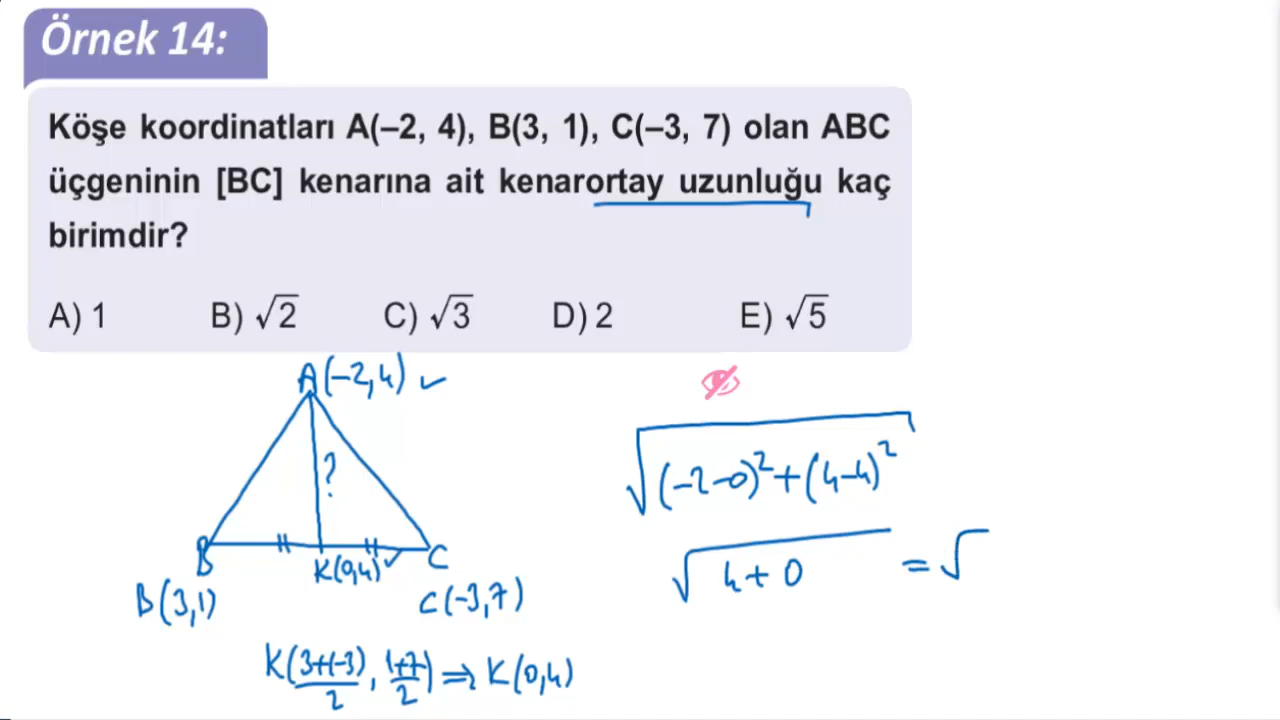 Örnek 14:
Köşe koordinatları A(–2, 4), B(3, 1), C(–3, 7) olan ABC
üçgeninin [BC] kenarına ait kenarortay uzunluğu kaç
birimdir?
A) 1 B) √2 C) √3 D) 2 E) √5
A(-2,4) ✓
√(-2-0)²+(4-4)²
?
√4+0 = √
B K(0,4) ✓ C
B(3,1) C(-3,7)
K(3+(-3)/2, 1+7/2) ⇒ K(0,4)